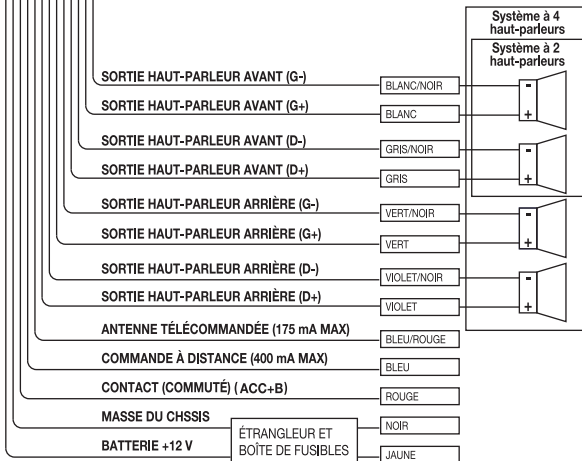 Système à 4
haut-parleurs
Système à 2
haut-parleurs
SORTIE HAUT-PARLEUR AVANT (G-)
BLANC/NOIR
-
SORTIE HAUT-PARLEUR AVANT (G+)
BLANC
+
SORTIE HAUT-PARLEUR AVANT (D-)
GRIS/NOIR
-
SORTIE HAUT-PARLEUR AVANT (D+)
GRIS
+
SORTIE HAUT-PARLEUR ARRIÈRE (G-)
VERT/NOIR
-
SORTIE HAUT-PARLEUR ARRIÈRE (G+)
VERT
+
SORTIE HAUT-PARLEUR ARRIÈRE (D-)
VIOLET/NOIR
-
SORTIE HAUT-PARLEUR ARRIÈRE (D+)
VIOLET
+
ANTENNE TÉLÉCOMMANDÉE (175 mA MAX)
BLEU/ROUGE
COMMANDE À DISTANCE (400 mA MAX)
BLEU
CONTACT (COMMUTÉ) (ACC+B)
ROUGE
MASSE DU CHSSIS
NOIR
ÉTRANGLEUR ET
BOÎTE DE FUSIBLES
BATTERIE +12 V
JAUNE